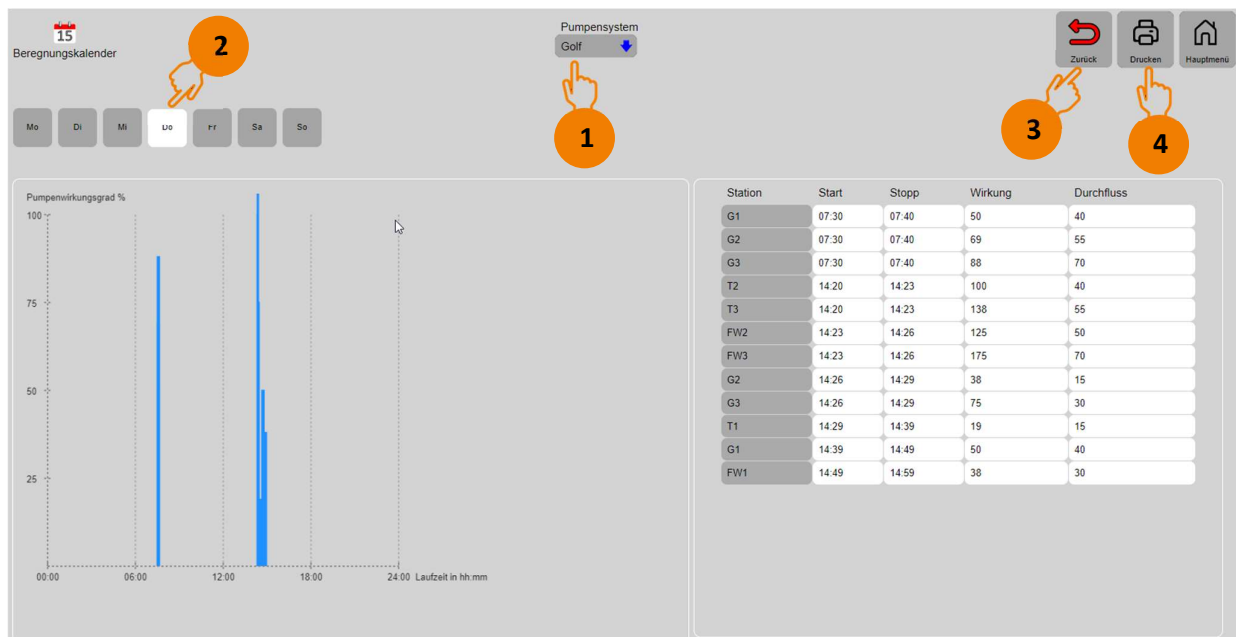 15
Beregnungskalender
2
Pumpensystem
Golf
1
Zurück
Drucken
Hauptmenü
3
4
Mo Di Mi Do Fr Sa So
Pumpenwirkungsgrad %
100
75
50
25
00:00 06:00 12:00 18:00 24:00 Laufzeit in hh:mm
Station Start Stopp Wirkung Durchfluss
G1 07:30 07:40 50 40
G2 07:30 07:40 69 55
G3 07:30 07:40 88 70
T2 14:20 14:23 100 40
T3 14:20 14:23 138 55
FW2 14:23 14:26 125 50
FW3 14:23 14:26 175 70
G2 14:26 14:29 38 15
G3 14:26 14:29 75 30
T1 14:29 14:39 19 15
G1 14:39 14:49 50 40
FW1 14:49 14:59 38 30